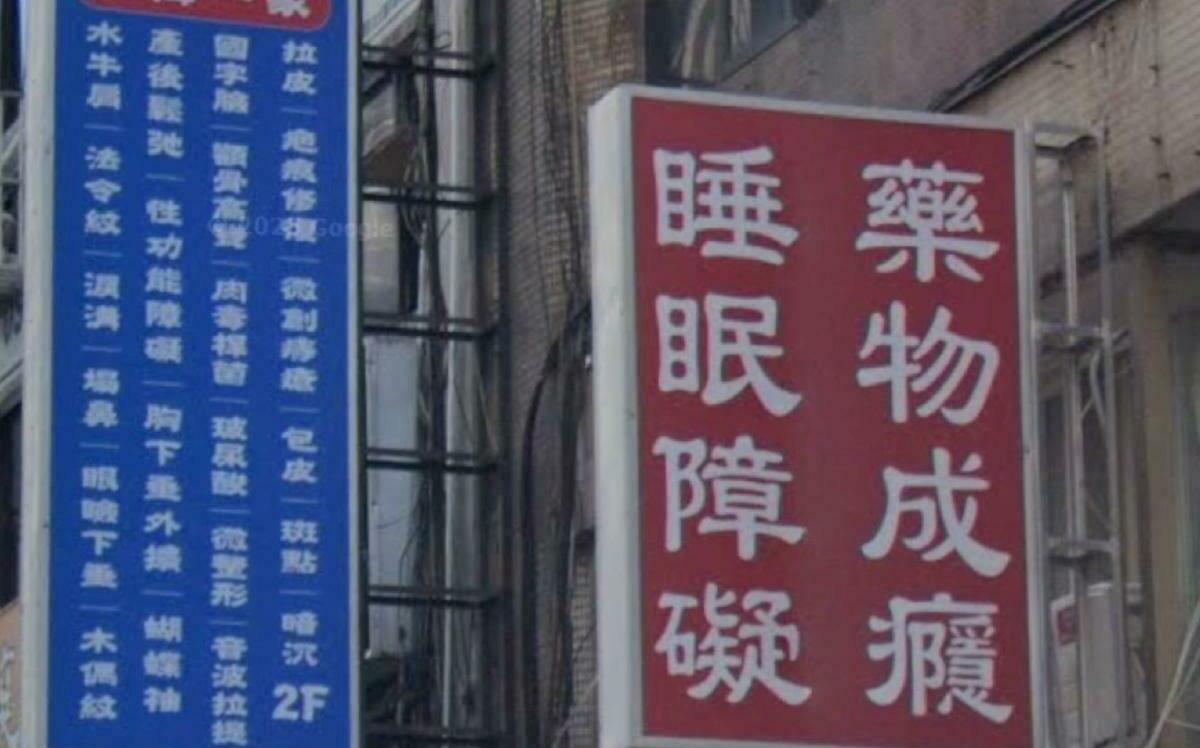 拉皮|疤痕修復|微創痔瘡|包皮|斑點|暗沉 2F
國字臉|顴骨高聳|肉毒桿菌|玻尿酸|微整形|音波拉提
產後鬆弛|性功能障礙|胸下垂外擴|蝴蝶袖
水牛肩|法令紋|淚溝|塌鼻|眼瞼下垂|木偶紋
藥物成癮
睡眠障礙
Google